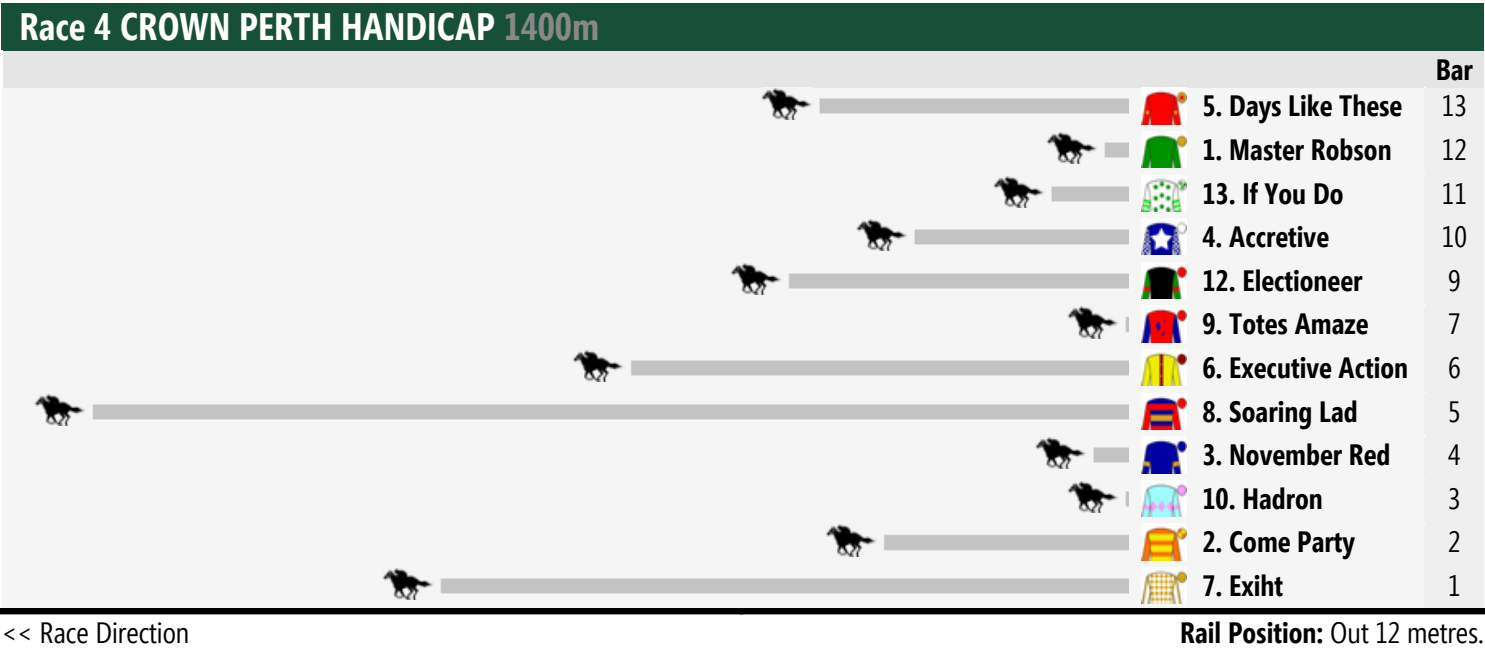 Race 4 CROWN PERTH HANDICAP 1400m
Bar
5. Days Like These 13
1. Master Robson 12
13. If You Do 11
4. Accretive 10
12. Electioneer 9
9. Totes Amaze 7
6. Executive Action 6
8. Soaring Lad 5
3. November Red 4
10. Hadron 3
2. Come Party 2
7. Exiht 1
<< Race Direction Rail Position: Out 12 metres.